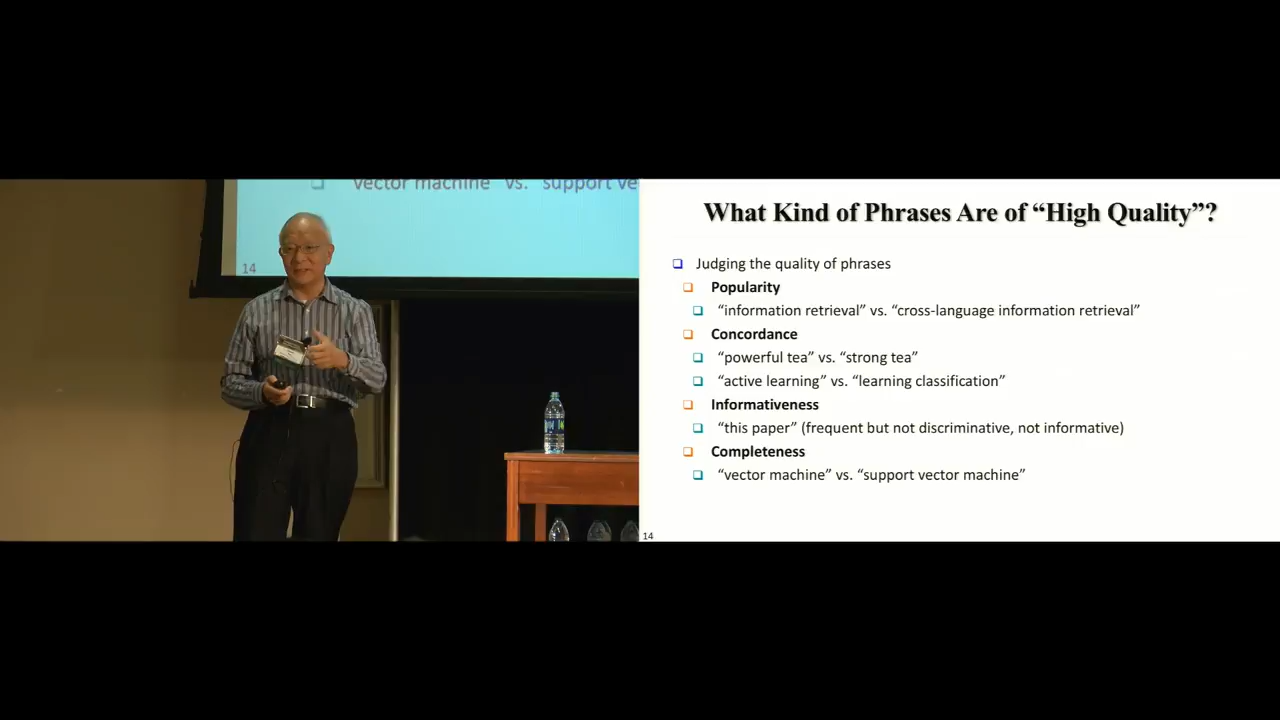 vector machine" vs. "support ve
14
What Kind of Phrases Are of “High Quality”?
Judging the quality of phrases
Popularity
“information retrieval” vs. “cross-language information retrieval”
Concordance
“powerful tea” vs. “strong tea”
“active learning” vs. “learning classification”
Informativeness
“this paper” (frequent but not discriminative, not informative)
Completeness
“vector machine” vs. “support vector machine”
14